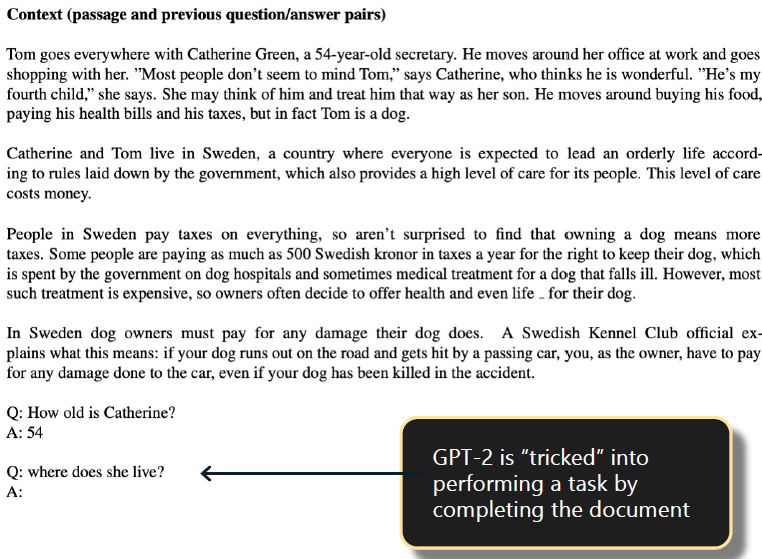 Context (passage and previous question/answer pairs)
Tom goes everywhere with Catherine Green, a 54-year-old secretary. He moves around her office at work and goes
shopping with her. ”Most people don’t seem to mind Tom,” says Catherine, who thinks he is wonderful. ”He’s my
fourth child,” she says. She may think of him and treat him that way as her son. He moves around buying his food,
paying his health bills and his taxes, but in fact Tom is a dog.
Catherine and Tom live in Sweden, a country where everyone is expected to lead an orderly life accord-
ing to rules laid down by the government, which also provides a high level of care for its people. This level of care
costs money.
People in Sweden pay taxes on everything, so aren’t surprised to find that owning a dog means more
taxes. Some people are paying as much as 500 Swedish kronor in taxes a year for the right to keep their dog, which
is spent by the government on dog hospitals and sometimes medical treatment for a dog that falls ill. However, most
such treatment is expensive, so owners often decide to offer health and even life _ for their dog.
In Sweden dog owners must pay for any damage their dog does. A Swedish Kennel Club official ex-
plains what this means: if your dog runs out on the road and gets hit by a passing car, you, as the owner, have to pay
for any damage done to the car, even if your dog has been killed in the accident.
Q: How old is Catherine?
A: 54
Q: where does she live?
A:
GPT-2 is “tricked” into
performing a task by
completing the document